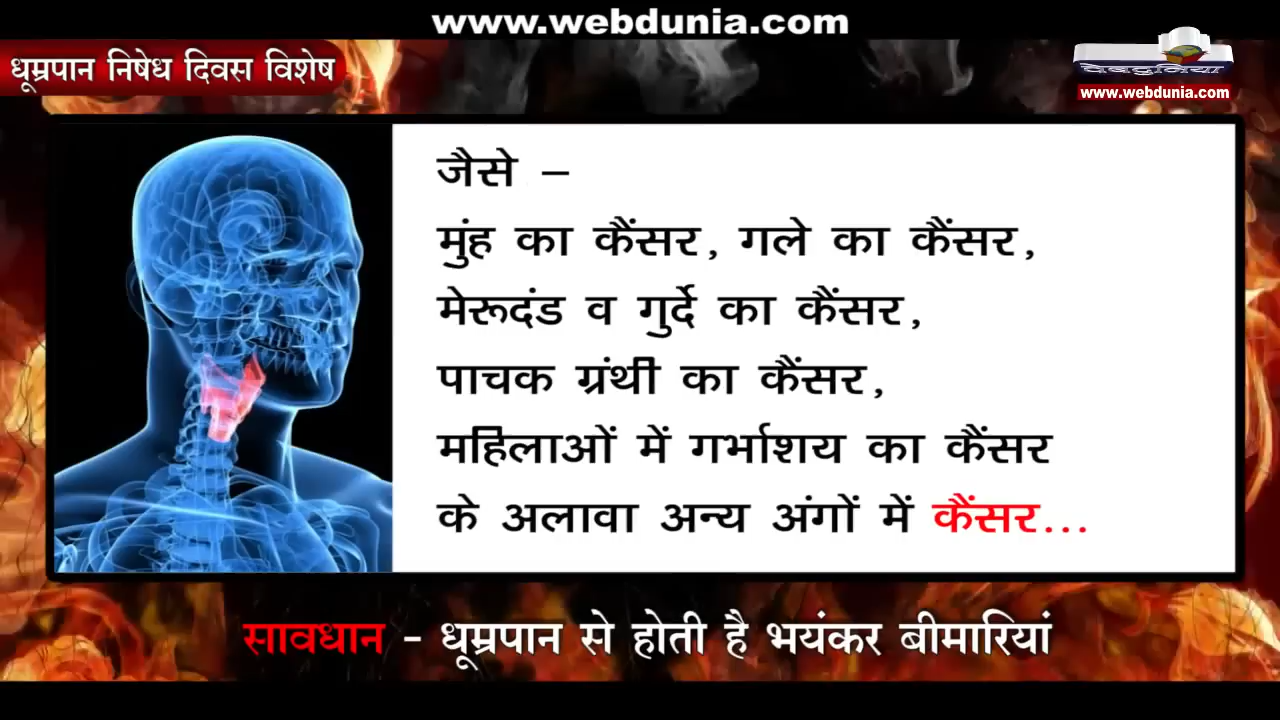 www.webdunia.com
धूम्रपान निषेध दिवस विशेष
वेबदुनिया
www.webdunia.com
जैसे –
मुंह का कैंसर, गले का कैंसर,
मेरूदंड व गुर्दे का कैंसर,
पाचक ग्रंथी का कैंसर,
महिलाओं में गर्भाशय का कैंसर
के अलावा अन्य अंगों में कैंसर...
सावधान - धूम्रपान से होती है भयंकर बीमारियां